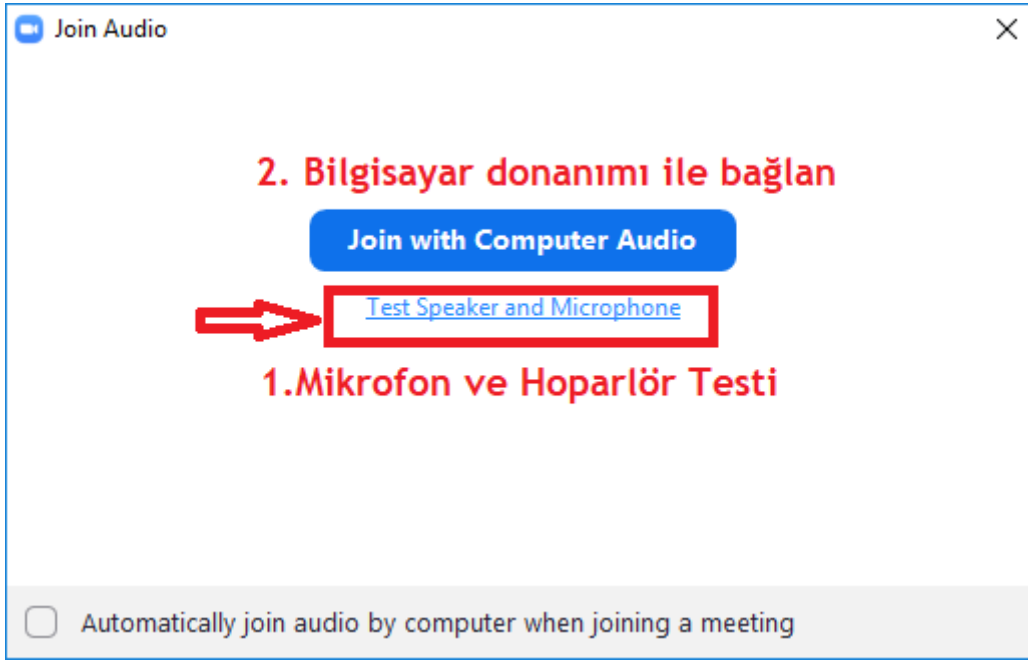 Join Audio
2. Bilgisayar donanımı ile bağlan
Join with Computer Audio
Test Speaker and Microphone
1.Mikrofon ve Hoparlör Testi
Automatically join audio by computer when joining a meeting